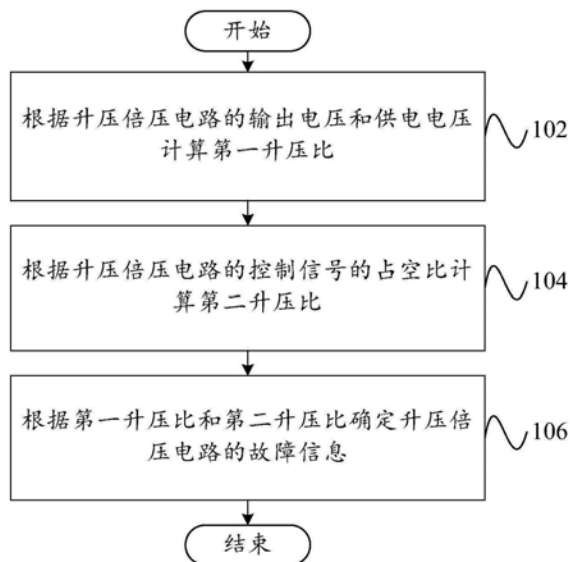 开始
根据升压倍压电路的输出电压和供电电压
计算第一升压比
102
根据升压倍压电路的控制信号的占空比计
算第二升压比
104
根据第一升压比和第二升压比确定升压倍
压电路的故障信息
106
结束